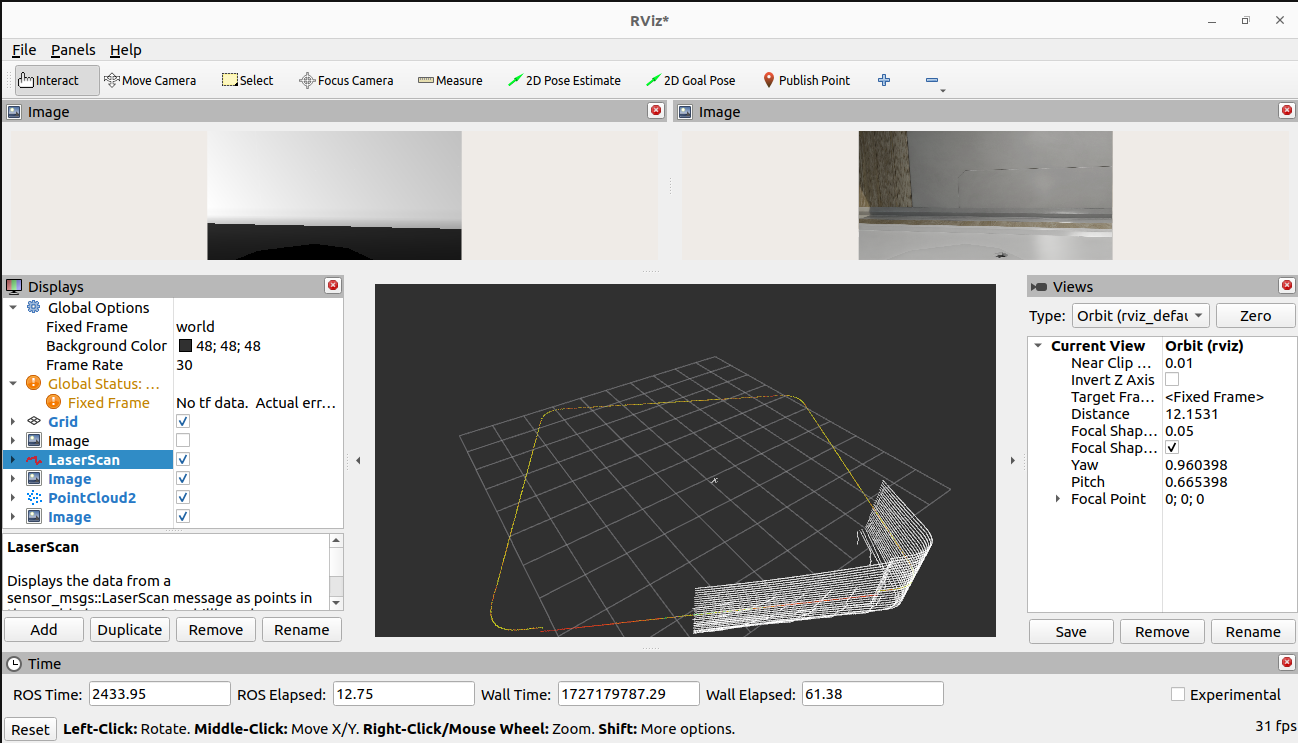 RViz*
File Panels Help
Interact Move Camera Select Focus Camera Measure 2D Pose Estimate 2D Goal Pose Publish Point
Image
Image
Displays
Global Options
Fixed Frame world
Background Color 48; 48; 48
Frame Rate 30
Global Status: ...
Fixed Frame No tf data. Actual err...
Grid
Image
LaserScan
Image
PointCloud2
Image
LaserScan
Displays the data from a
sensor_msgs::LaserScan message as points in
Add Duplicate Remove Rename
Views
Type: Orbit (rviz_defau Zero
Current View Orbit (rviz)
Near Clip ... 0.01
Invert Z Axis
Target Fra... <Fixed Frame>
Distance 12.1531
Focal Shap... 0.05
Focal Shap...
Yaw 0.960398
Pitch 0.665398
Focal Point 0; 0; 0
Save Remove Rename
Time
ROS Time: 2433.95 ROS Elapsed: 12.75 Wall Time: 1727179787.29 Wall Elapsed: 61.38 Experimental
Reset Left-Click: Rotate. Middle-Click: Move X/Y. Right-Click/Mouse Wheel: Zoom. Shift: More options. 31 fps